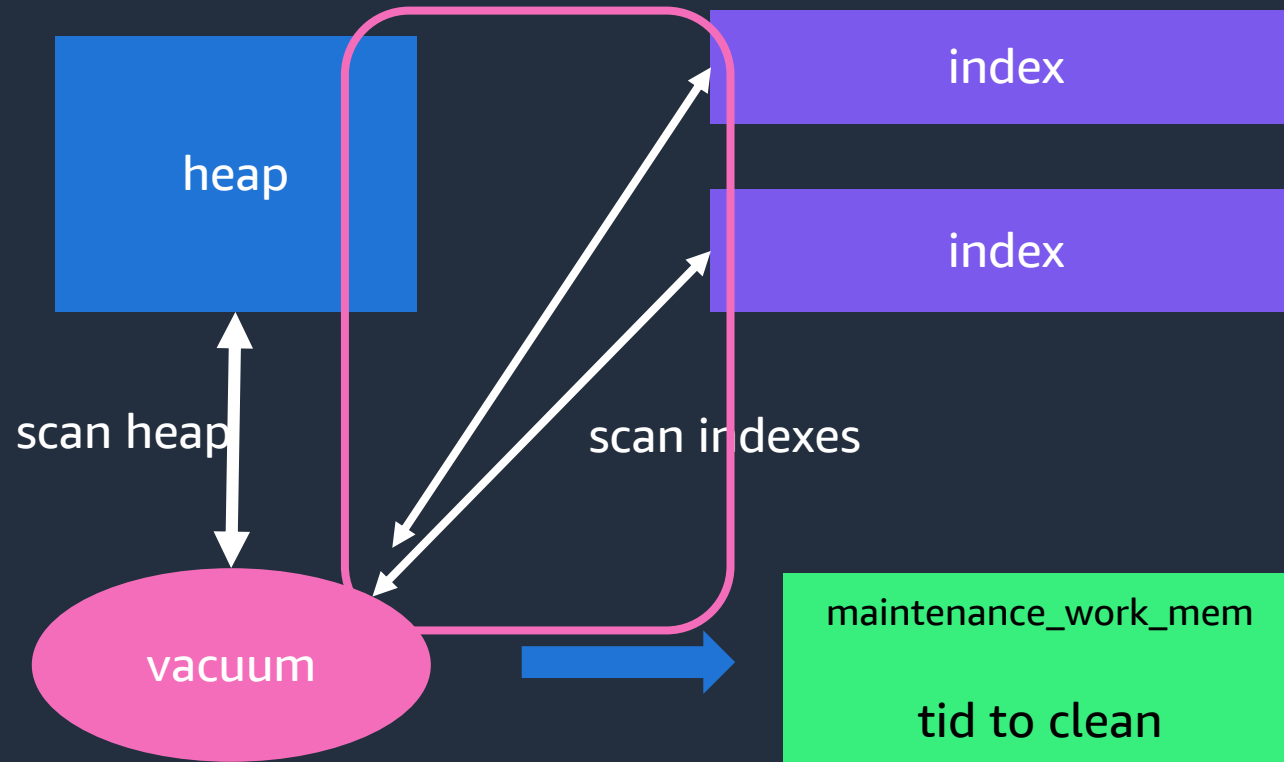 index
heap
index
scan heap
scan indexes
maintenance_work_mem
vacuum
tid to clean